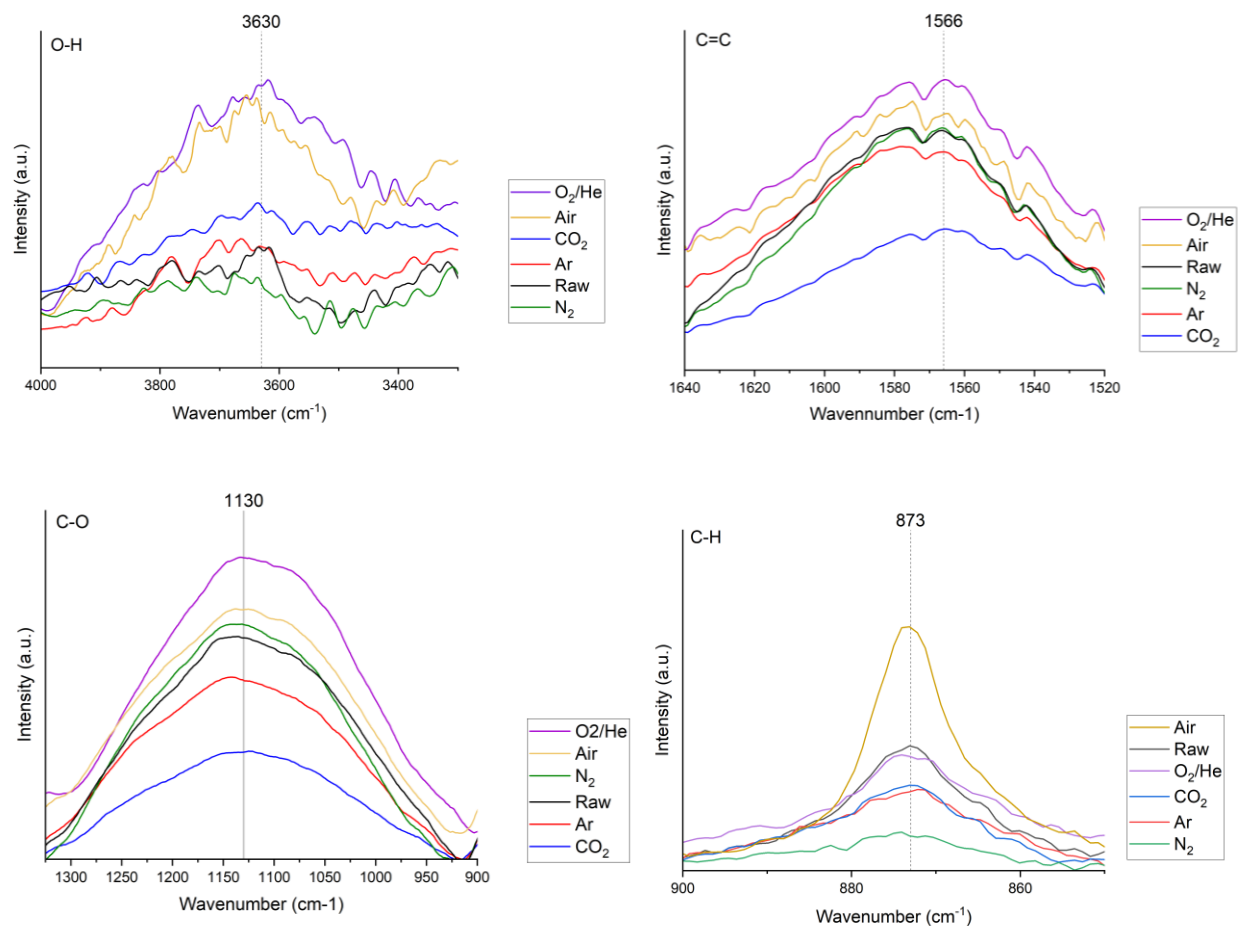 3630
O-H
Intensity (a.u.)
O₂/He
Air
CO₂
Ar
Raw
N₂
4000 3800 3600 3400
Wavenumber (cm⁻¹)
1566
C=C
Intensity (a.u.)
O₂/He
Air
Raw
N₂
Ar
CO₂
1640 1620 1600 1580 1560 1540 1520
Wavennumber (cm-1)
1130
C-O
Intensity (a.u.)
O2/He
Air
N₂
Raw
Ar
CO₂
1300 1250 1200 1150 1100 1050 1000 950 900
Wavenumber (cm-1)
873
C-H
Intensity (a.u.)
Air
Raw
O₂/He
CO₂
Ar
N₂
900 880 860
Wavenumber (cm⁻¹)